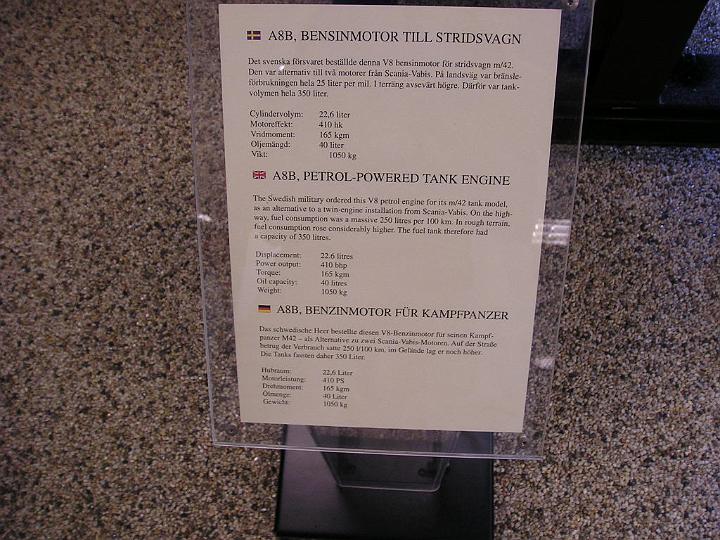 A8B, BENSINMOTOR TILL STRIDSVAGN
Det svenska försvaret beställde denna V8 bensinmotor för stridsvagn m/42.
Den var alternativ till två motorer från Scania-Vabis. På landsväg var bränsle-
förbrukningen hela 25 liter per mil. I terräng avsevärt högre. Därför var tank-
volymen hela 350 liter.
Cylindervolym: 22,6 liter
Motoreffekt: 410 hk
Vridmoment: 165 kgm
Oljemängd: 40 liter
Vikt: 1050 kg
A8B, PETROL-POWERED TANK ENGINE
The Swedish military ordered this V8 petrol engine for its m/42 tank model,
as an alternative to a twin-engine installation from Scania-Vabis. On the high-
way, fuel consumption was a massive 250 litres per 100 km. In rough terrain,
fuel consumption rose considerably higher. The fuel tank therefore had
a capacity of 350 litres.
Displacement: 22.6 litres
Power output: 410 bhp
Torque: 165 kgm
Oil capacity: 40 litres
Weight: 1050 kg
A8B, BENZINMOTOR FÜR KAMPFPANZER
Das schwedische Heer bestellte diesen V8-Benzinmotor für seinen Kampf-
panzer M42 – als Alternative zu zwei Scania-Vabis-Motoren. Auf der Straße
betrug der Verbrauch satte 250 l/100 km, im Gelände lag er noch höher.
Die Tanks fassten daher 350 Liter.
Hubraum: 22,6 Liter
Motorleistung: 410 PS
Drehmoment: 165 kgm
Ölmenge: 40 Liter
Gewicht: 1050 kg